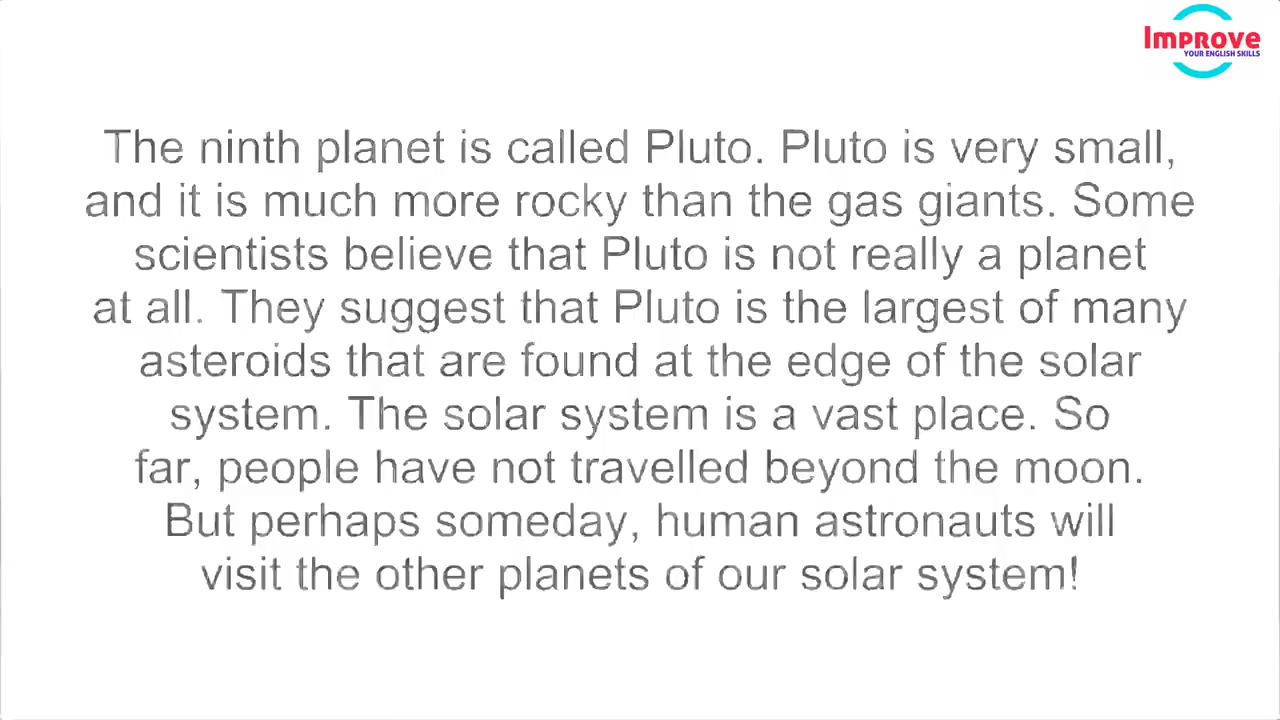 Improve
YOUR ENGLISH SKILLS
The ninth planet is called Pluto. Pluto is very small,
and it is much more rocky than the gas giants. Some
scientists believe that Pluto is not really a planet
at all. They suggest that Pluto is the largest of many
asteroids that are found at the edge of the solar
system. The solar system is a vast place. So
far, people have not travelled beyond the moon.
But perhaps someday, human astronauts will
visit the other planets of our solar system!